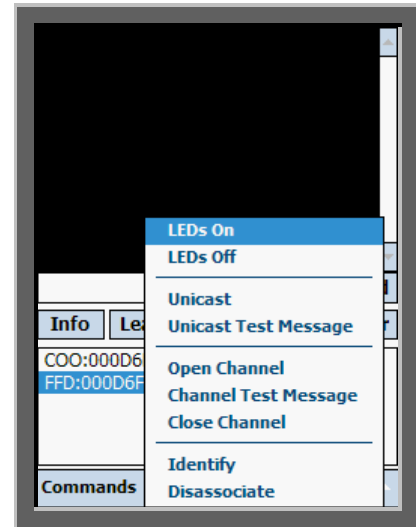 LEDs On
LEDs Off
Unicast
Info
Unicast Test Message
COO:000D6
Open Channel
FFD:000D6F
Channel Test Message
Close Channel
Identify
Commands
Disassociate